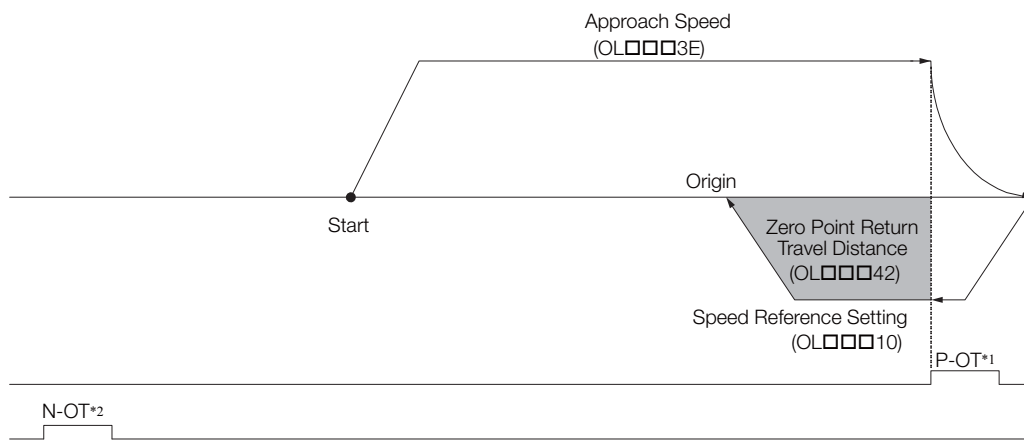 Approach Speed
(OL□□□3E)
Origin
Start
Zero Point Return
Travel Distance
(OL□□□42)
Speed Reference Setting
(OL□□□10)
P-OT*1
N-OT*2